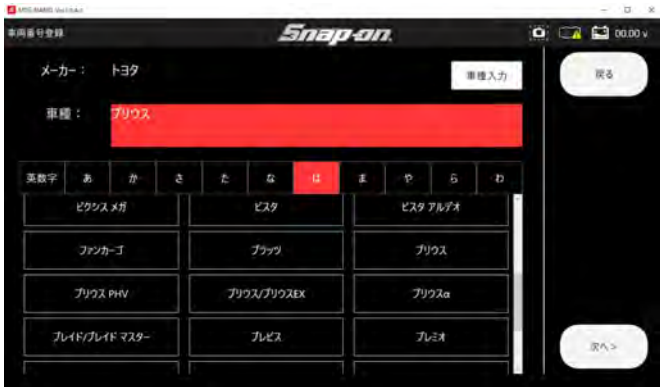 車両番号登録
Snap-on
00.00 v
メーカー： トヨタ
車種入力
戻る
車種： プリウス
英数字 あ か さ た な は ま や ら わ
ピクシス メガ ビスタ ビスタ アルデオ
ファンカーゴ プラッツ プリウス
プリウス PHV プリウス/プリウスEX プリウスα
ブレイド/ブレイド マスター ブレビス プレミオ
次へ >